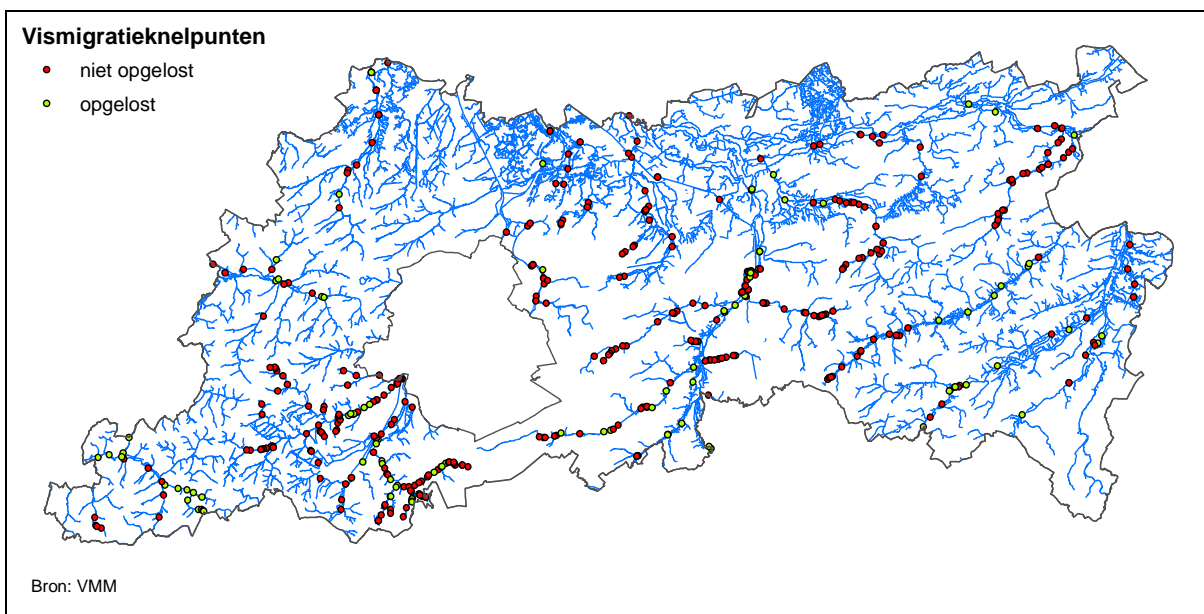 Vismigratieknelpunten
niet opgelost
opgelost
Bron: VMM